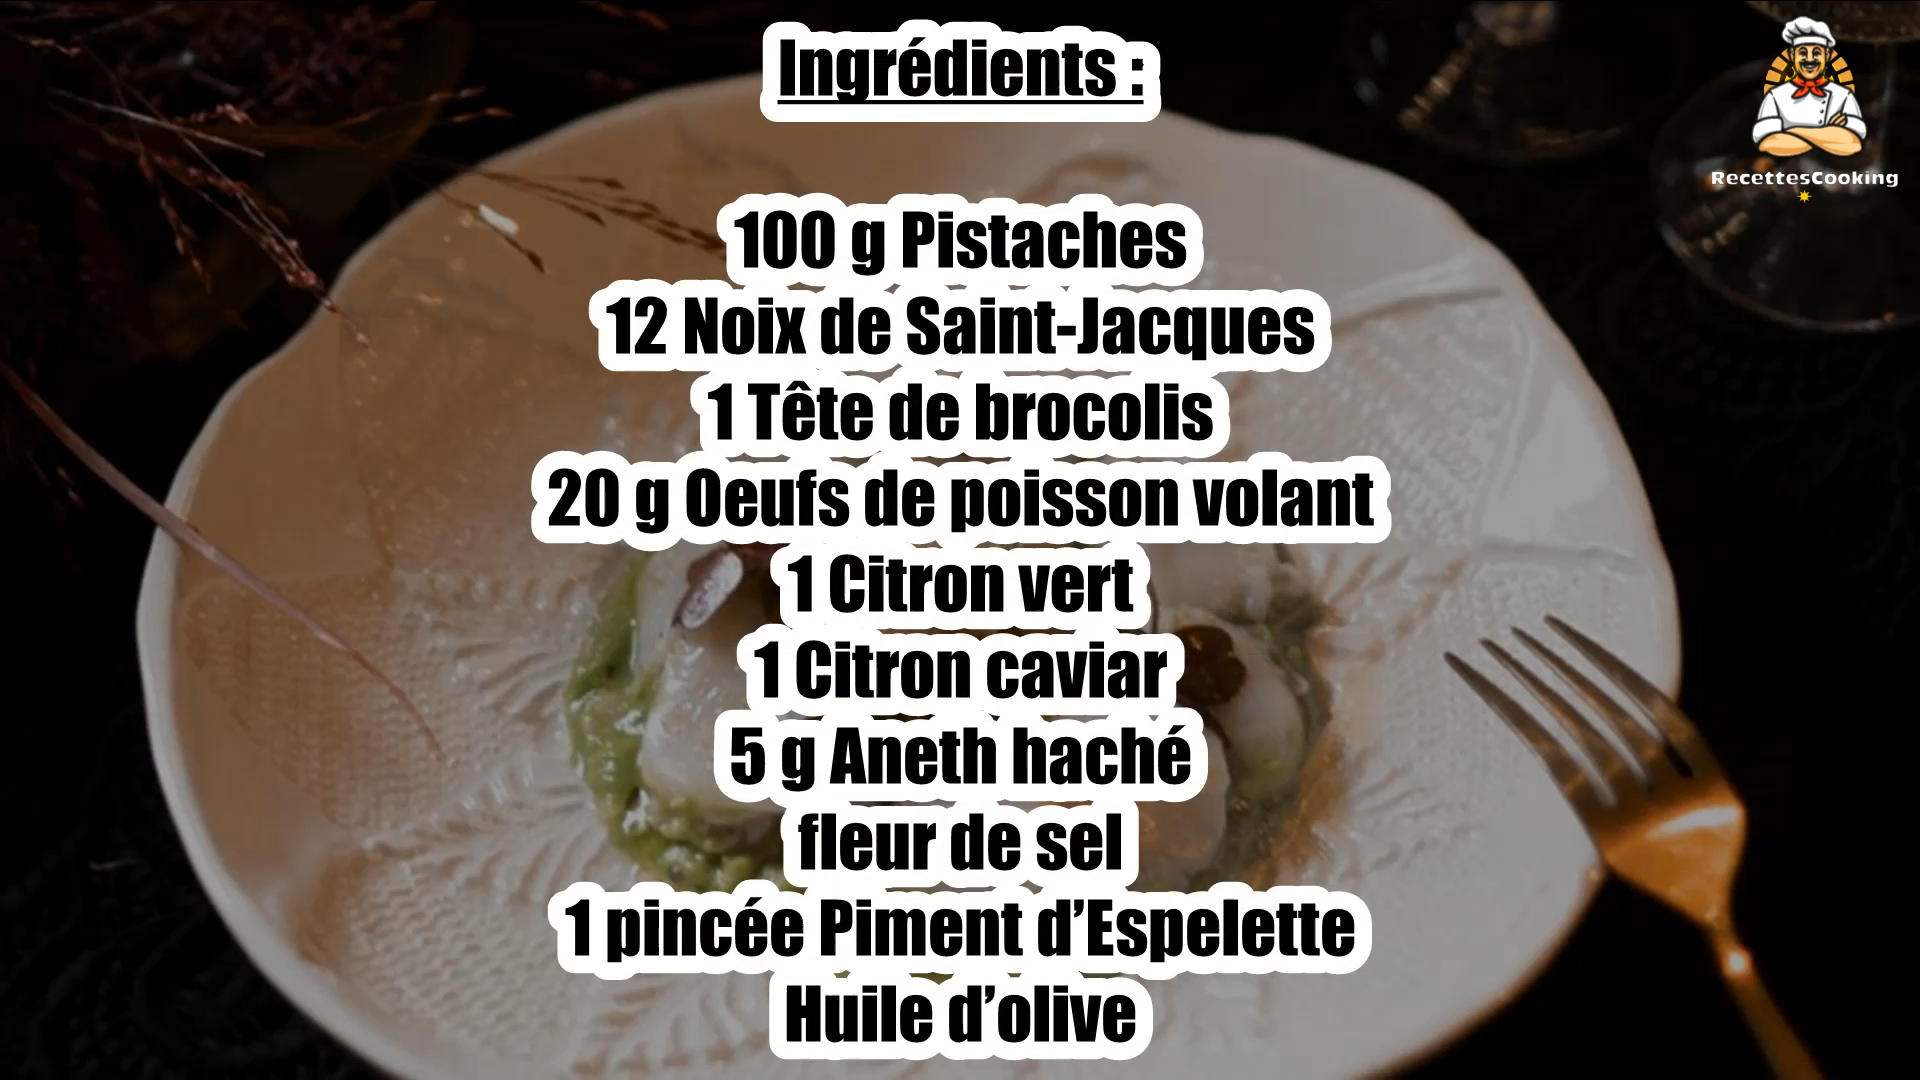 Ingrédients :
RecettesCooking
100 g Pistaches
12 Noix de Saint-Jacques
1 Tête de brocolis
20 g Oeufs de poisson volant
1 Citron vert
1 Citron caviar
5 g Aneth haché
fleur de sel
1 pincée Piment d’Espelette
Huile d’olive